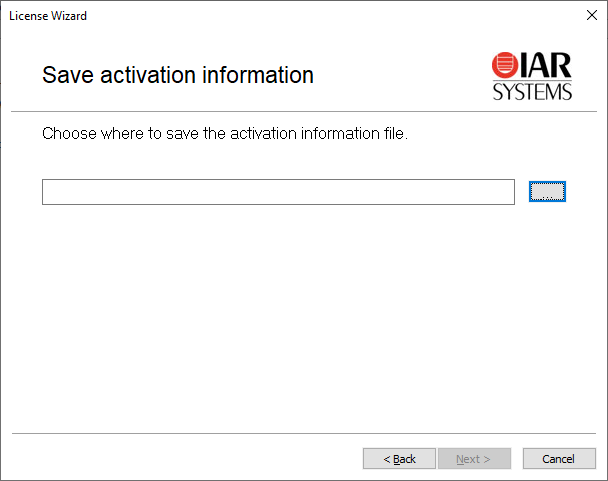 License Wizard
Save activation information
IAR
SYSTEMS
Choose where to save the activation information file.
...
< Back
Next >
Cancel